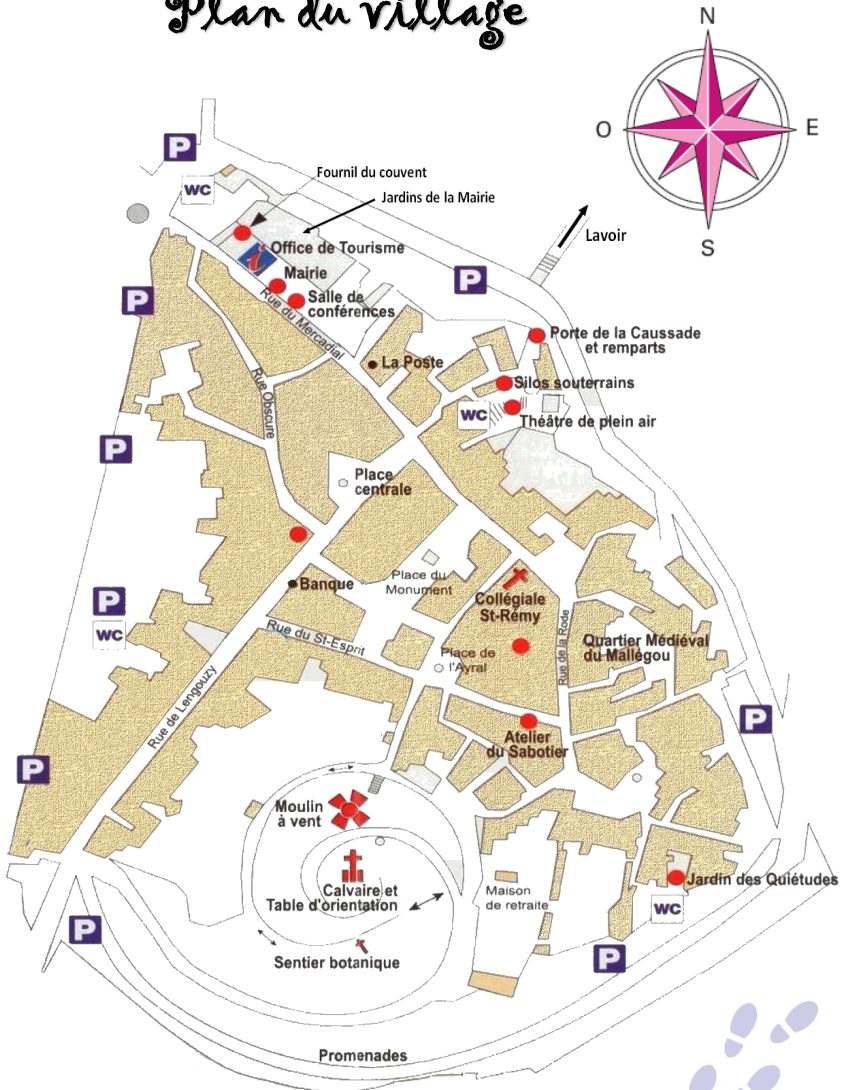 Plan du village
N
O
E
S
P
WC
Fournil du couvent
Jardins de la Mairie
Lavoir
i
Office de Tourisme
Mairie
P
P
Salle de
conférences
Rue du Mercadial
Porte de la Caussade
et remparts
La Poste
Silos souterrains
Rue Obscure
WC
Théâtre de plein air
P
Place
centrale
Place du
Monument
Banque
Collégiale
St-Rémy
P
WC
Rue du St-Esprit
Place de
l'Ayral
Rue de la Rode
Quartier Médiéval
du Mallégou
Rue de Lengouzy
P
Atelier
du Sabotier
P
Moulin
à vent
Calvaire et
Table d'orientation
Maison
de retraite
Jardin des Quiétudes
WC
P
P
Sentier botanique
Promenades